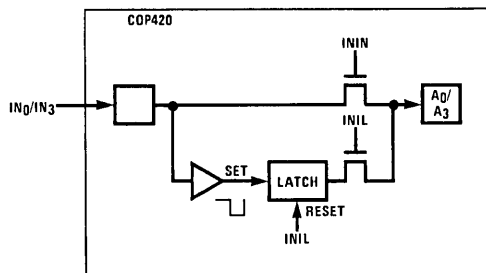 COP420
ININ
IN0/IN3
A0/
A3
INIL
SET
LATCH
RESET
INIL